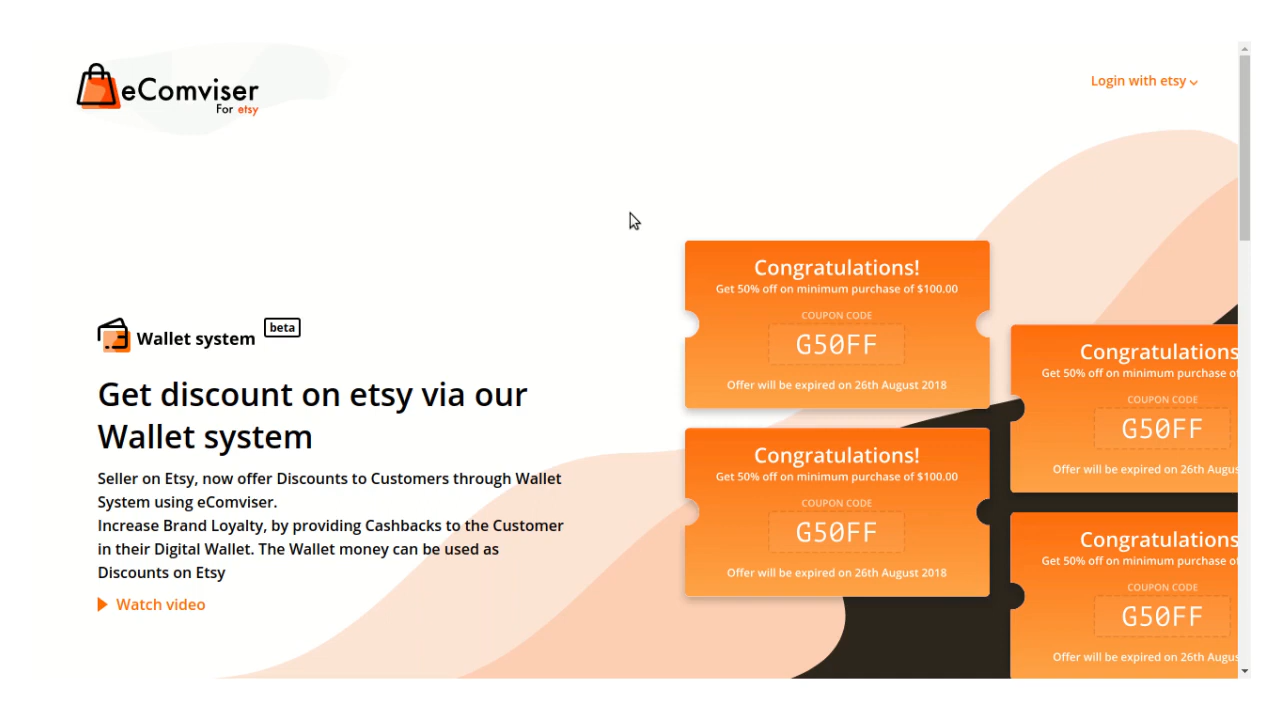 eComviser
For etsy
Login with etsy
Wallet system beta
Get discount on etsy via our
Wallet system
Seller on Etsy, now offer Discounts to Customers through Wallet
System using eComviser.
Increase Brand Loyalty, by providing Cashbacks to the Customer
in their Digital Wallet. The Wallet money can be used as
Discounts on Etsy
Watch video
Congratulations!
Get 50% off on minimum purchase of $100.00
COUPON CODE
G50FF
Offer will be expired on 26th August 2018
Congratulations!
Get 50% off on minimum purchase of $100.00
COUPON CODE
G50FF
Offer will be expired on 26th August 2018
Congratulations
Get 50% off on minimum purchase of
COUPON CODE
G50FF
Offer will be expired on 26th Augus
Congratulations
Get 50% off on minimum purchase of
COUPON CODE
G50FF
Offer will be expired on 26th Augus